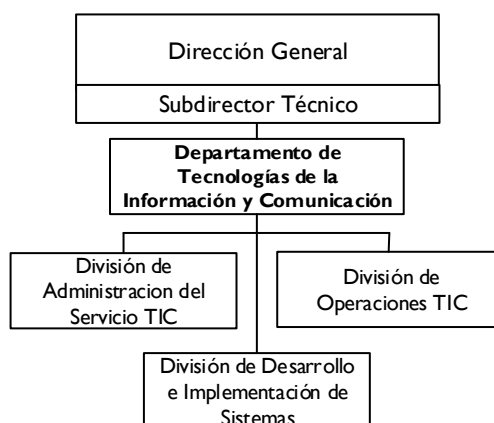 Dirección General
Subdirector Técnico
Departamento de
Tecnologías de la
Información y Comunicación
División de
Administracion del
Servicio TIC
División de
Operaciones TIC
División de Desarrollo
e Implementación de
Sistemas